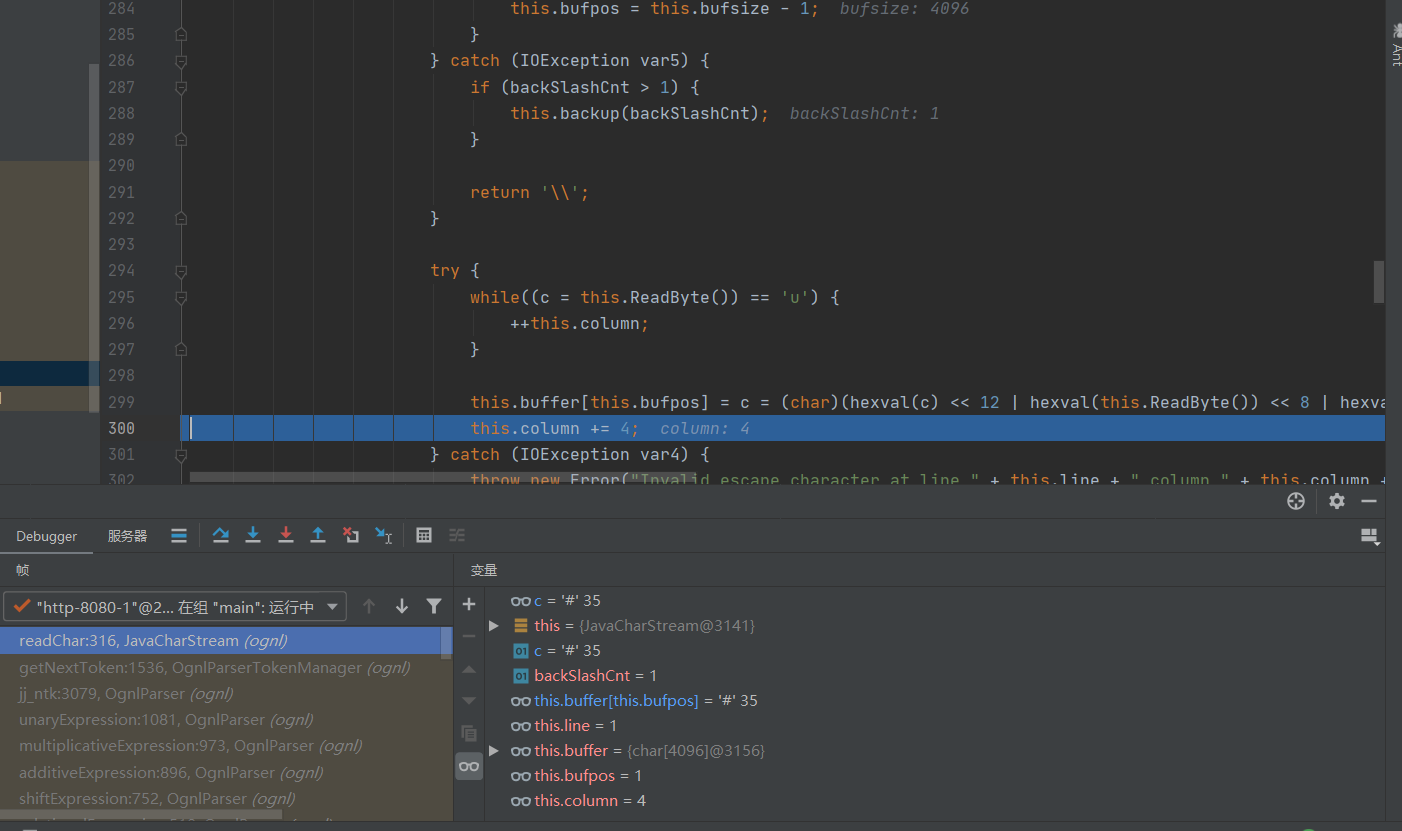 284 this.bufpos = this.bufsize - 1; bufsize: 4096
285 }
286 } catch (IOException var5) {
287 if (backSlashCnt > 1) {
288 this.backup(backSlashCnt); backSlashCnt: 1
289 }
290
291 return '\\';
292 }
293
294 try {
295 while((c = this.ReadByte()) == 'u') {
296 ++this.column;
297 }
298
299 this.buffer[this.bufpos] = c = (char)(hexval(c) << 12 | hexval(this.ReadByte()) << 8 | hexva
300 this.column += 4; column: 4
301 } catch (IOException var4) {
302 throw new Error("Invalid escape character at line " + this.line + " column " + this.column +
Ant
Debugger
服务器
帧
变量
"http-8080-1"@2... 在组 "main": 运行中
readChar:316, JavaCharStream (ognl)
getNextToken:1536, OgnlParserTokenManager (ognl)
jj_ntk:3079, OgnlParser (ognl)
unaryExpression:1081, OgnlParser (ognl)
multiplicativeExpression:973, OgnlParser (ognl)
additiveExpression:896, OgnlParser (ognl)
shiftExpression:752, OgnlParser (ognl)
c = '#' 35
this = {JavaCharStream@3141}
01 c = '#' 35
01 backSlashCnt = 1
this.buffer[this.bufpos] = '#' 35
this.line = 1
this.buffer = {char[4096]@3156}
this.bufpos = 1
this.column = 4